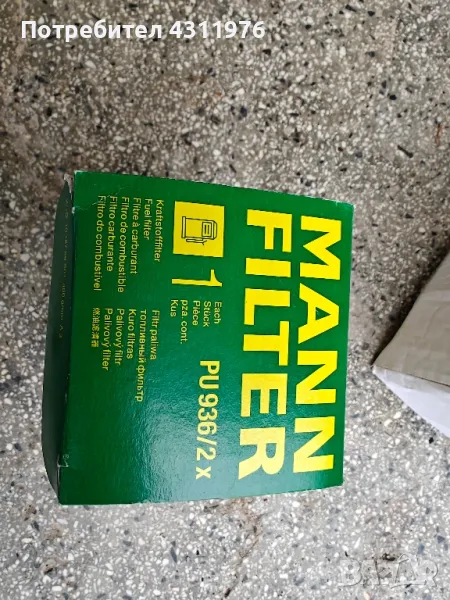 Потребител 4311976
MANN
FILTER
1
Each
Stück
Pièce
pza. cont.
Kus
PU 936/2 x
Kraftstofffilter
Fuel filter
Filtre à carburant
Filtro de combustible
Filtro carburante
Filtro do combustível
Filtr paliwa
топливный фильтр
Kuro filtras
Palivový filtr
Palivový filter
燃油滤清器
BAZAR